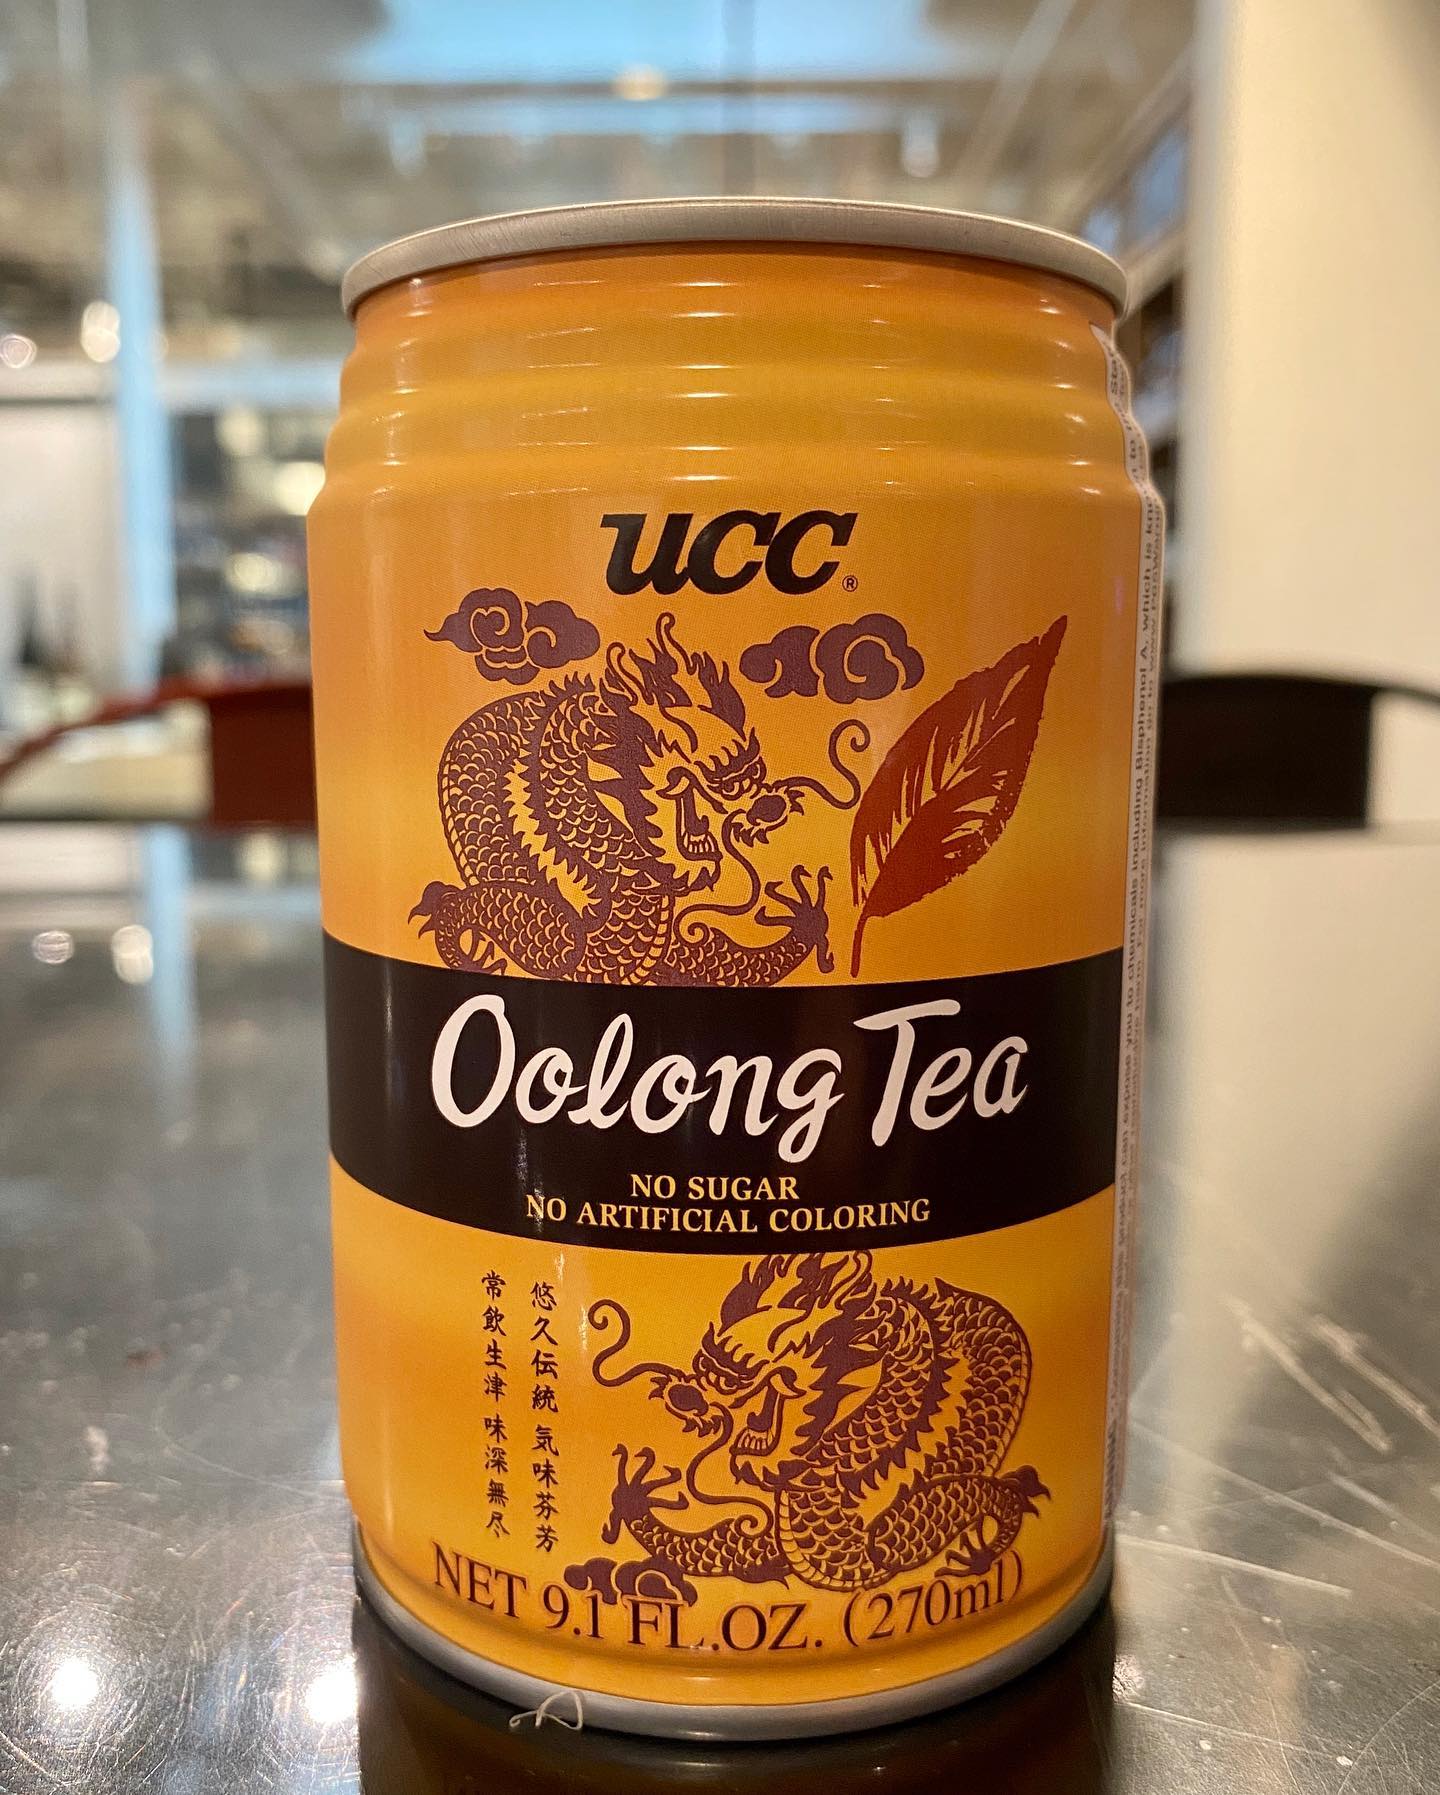 UCC®
Oolong Tea
NO SUGAR
NO ARTIFICIAL COLORING
悠久伝統 気味芬芳
常飲生津 味深無尽
NET 9.1 FL.OZ. (270ml)